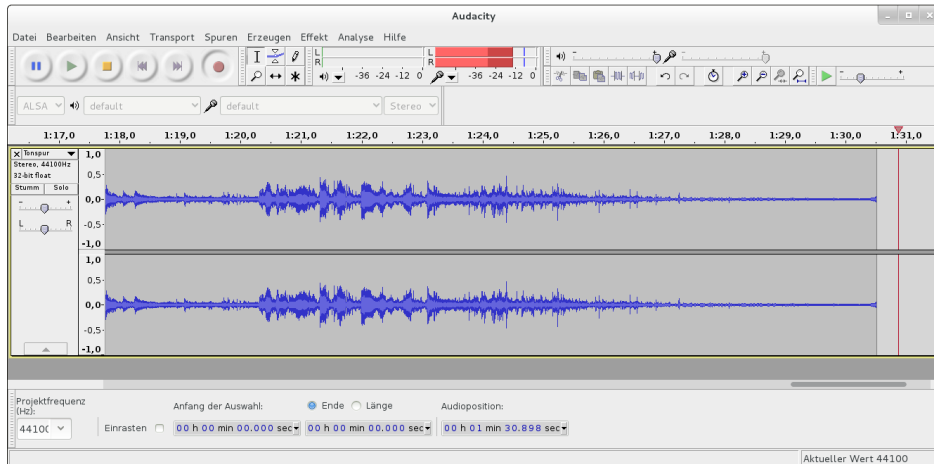 Audacity
Datei Bearbeiten Ansicht Transport Spuren Erzeugen Effekt Analyse Hilfe
L
R
-36 -24 -12 0
L
R
-36 -24 -12 0
- +
ALSA default default Stereo
1:17,0 1:18,0 1:19,0 1:20,0 1:21,0 1:22,0 1:23,0 1:24,0 1:25,0 1:26,0 1:27,0 1:28,0 1:29,0 1:30,0 1:31,0
X Tonspur
Stereo, 44100Hz
32-bit float
Stumm Solo
- +
L R
1,0
0,5-
0,0-
-0,5-
-1,0
1,0
0,5-
0,0-
-0,5-
-1,0
Projektfrequenz
(Hz):
4410(
Anfang der Auswahl: Ende Länge Audioposition:
Einrasten 00 h 00 min 00.000 sec 00 h 00 min 00.000 sec 00 h 01 min 30.898 sec
Aktueller Wert 44100